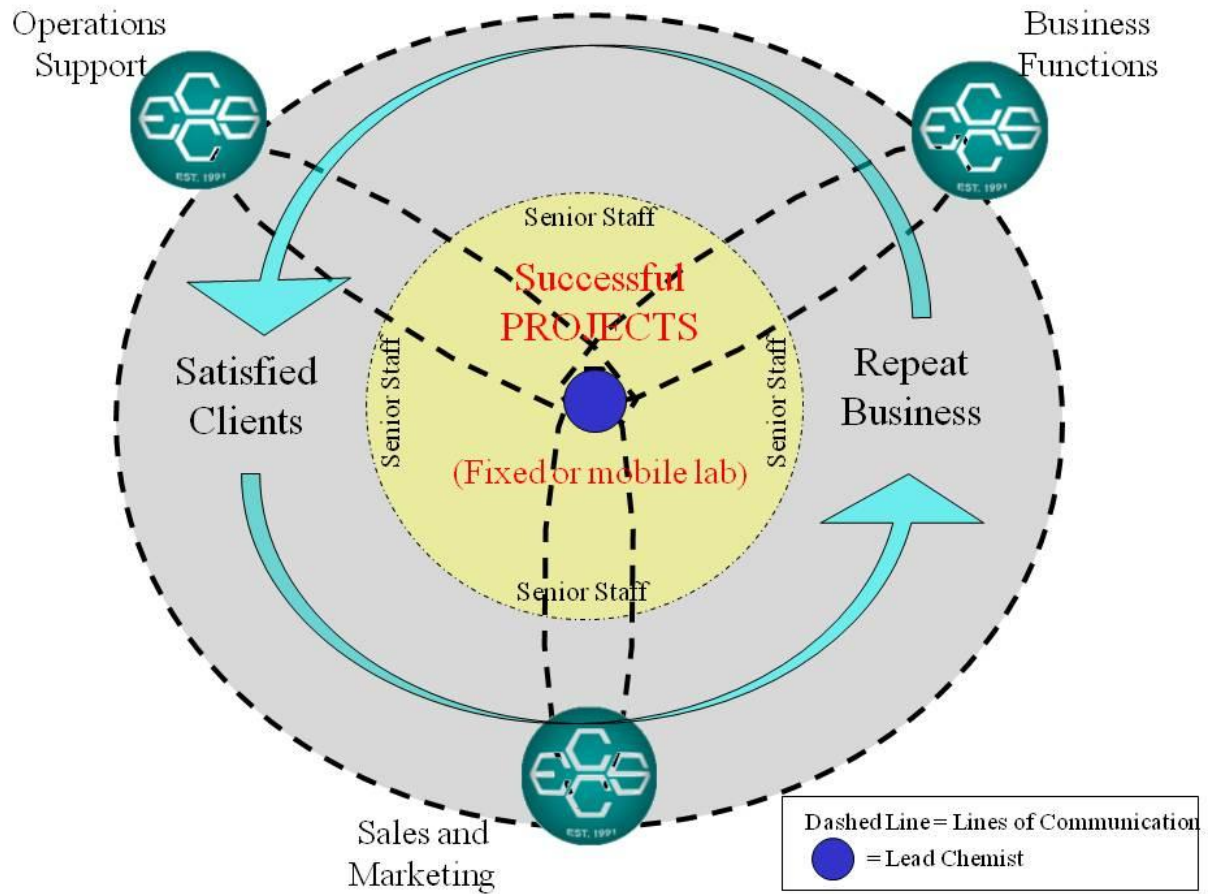 Operations
Support
Business
Functions
EST. 1991
EST. 1991
Senior Staff
Successful
PROJECTS
Satisfied
Clients
Senior Staff
Senior Staff
Repeat
Business
(Fixed or mobile lab)
Senior Staff
EST. 1991
Sales and
Marketing
Dashed Line = Lines of Communication
= Lead Chemist